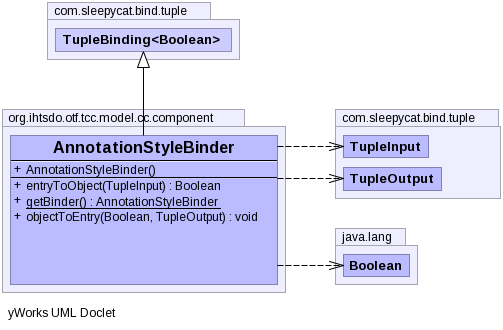 com.sleepycat.bind.tuple
TupleBinding<Boolean>
org.ihtsdo.otf.tcc.model.cc.component
AnnotationStyleBinder
+ AnnotationStyleBinder()
+ entryToObject(TupleInput) : Boolean
+ getBinder() : AnnotationStyleBinder
+ objectToEntry(Boolean, TupleOutput) : void
com.sleepycat.bind.tuple
TupleInput
TupleOutput
java.lang
Boolean
yWorks UML Doclet